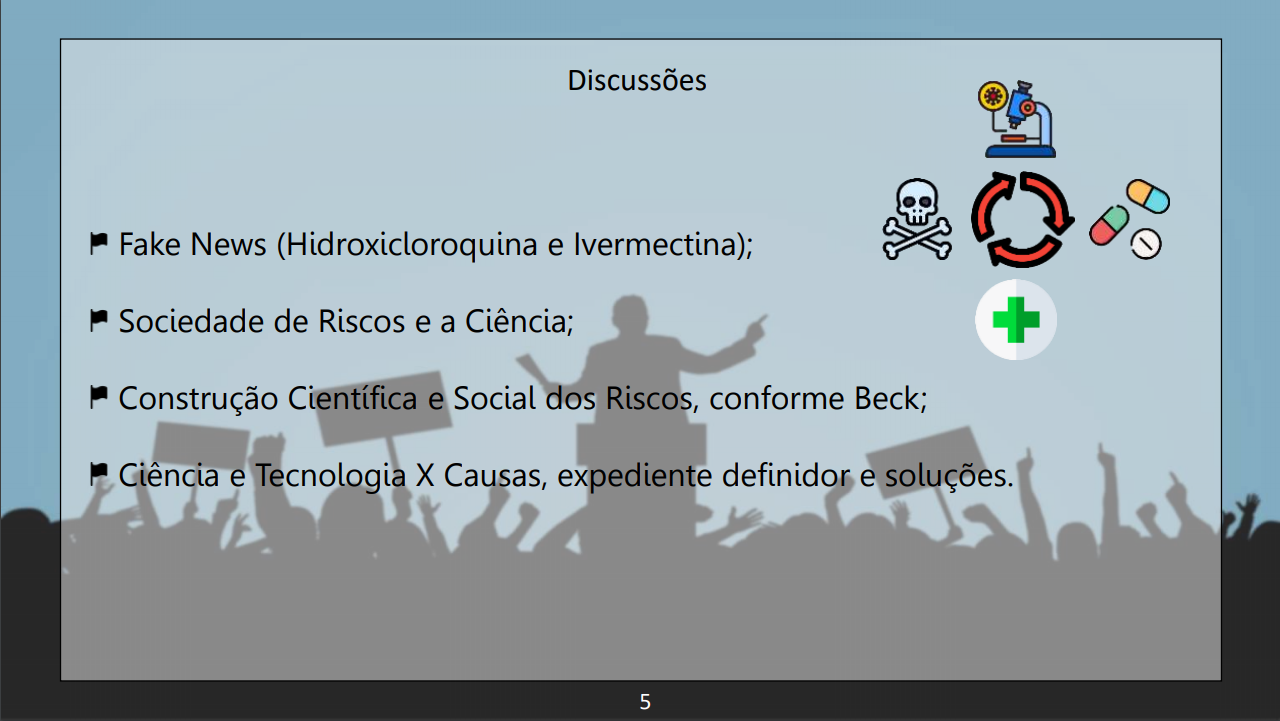 Discussões
Fake News (Hidroxicloroquina e Ivermectina);
Sociedade de Riscos e a Ciência;
Construção Científica e Social dos Riscos, conforme Beck;
Ciência e Tecnologia X Causas, expediente definidor e soluções.
5